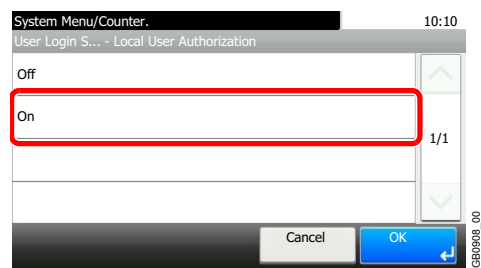 System Menu/Counter.
10:10
User Login S... - Local User Authorization
Off
On
1/1
Cancel
OK
GB0908_00